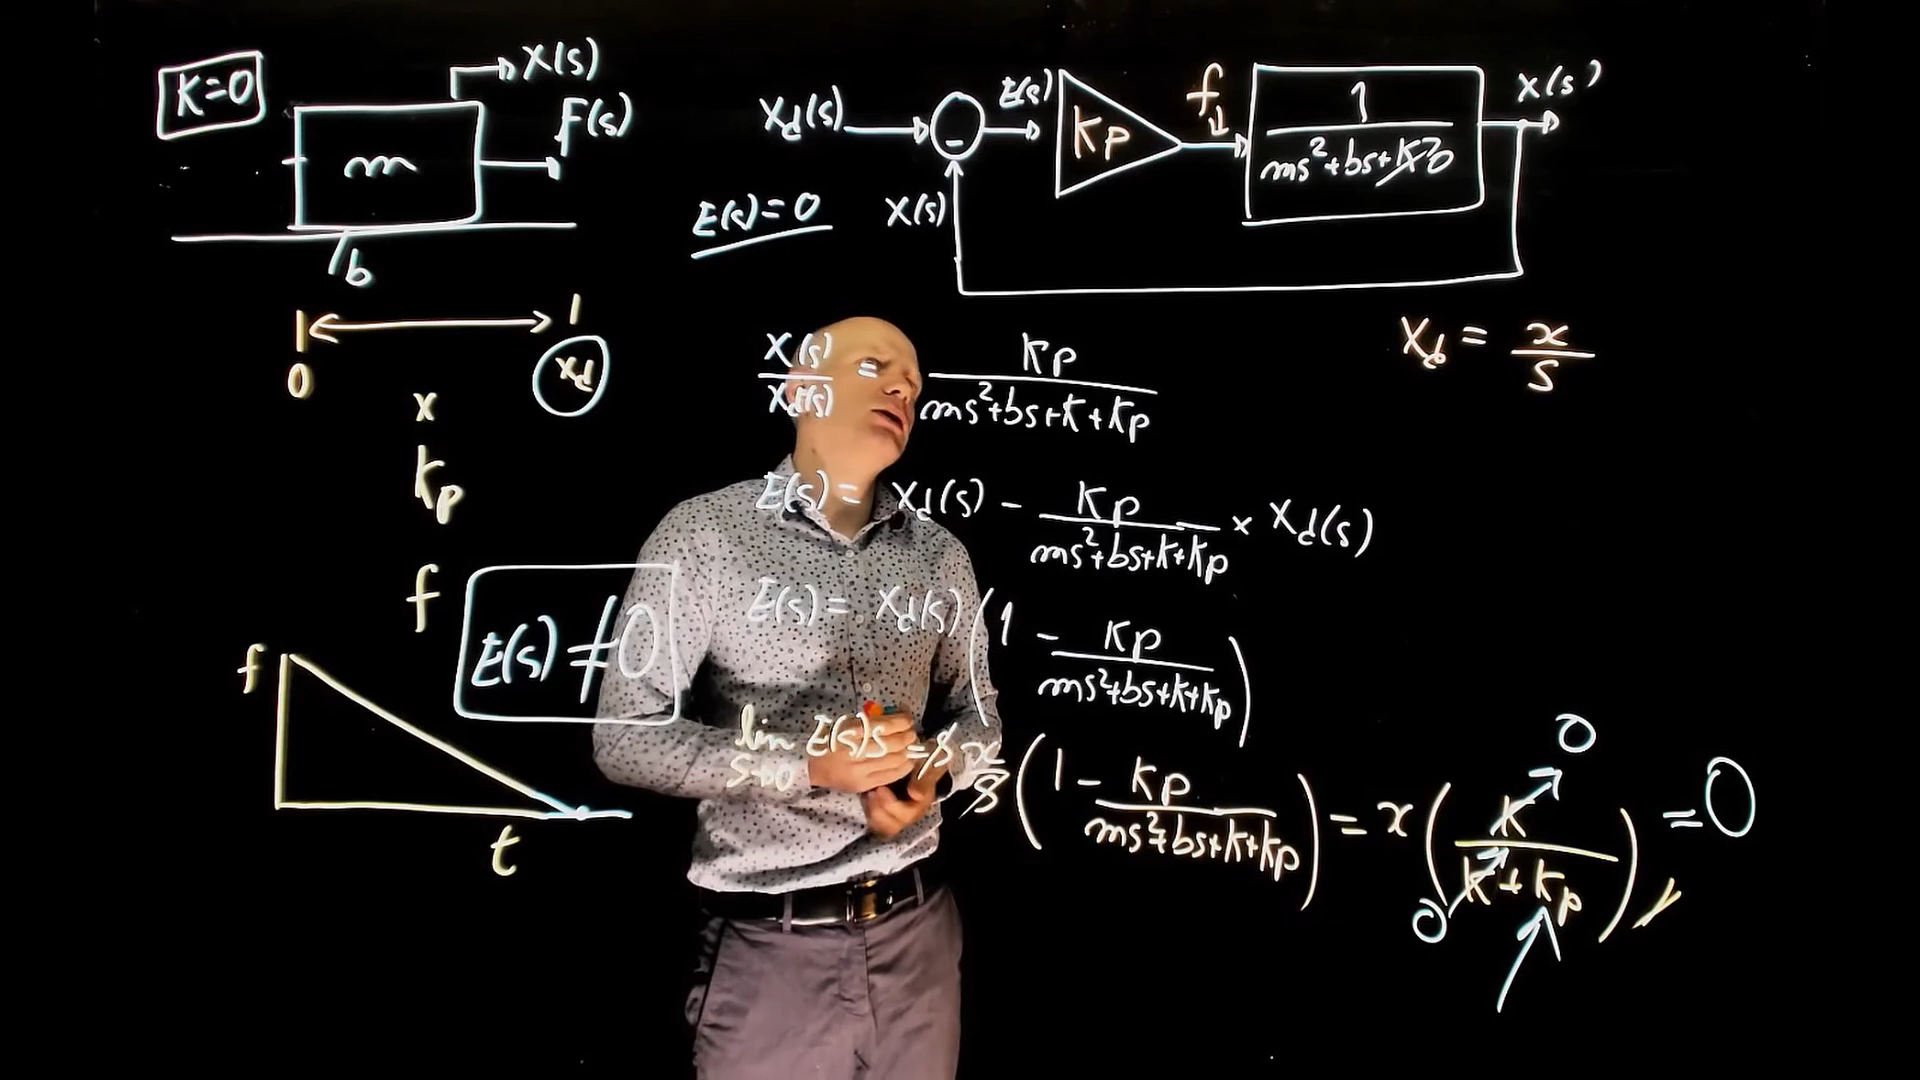 K=0
X(s)
F(s)
m
b
0
1
xd
x
Kp
f
E(s) ≠ 0
f
t
Xd(s)
E(s)
Kp
f
1
ms²+bs+K 0
X(s)
E(s)=0
X(s)
Xd = x/s
X(s)/Xd(s) = Kp/(ms²+bs+K+Kp)
E(s) = Xd(s) - Kp/(ms²+bs+K+Kp) × Xd(s)
E(s) = Xd(s) (1 - Kp/(ms²+bs+K+Kp))
lim s→0 E(s)s = s x/s (1 - Kp/(ms²+bs+K+Kp)) = x (K/(K+Kp)) = 0
0
0